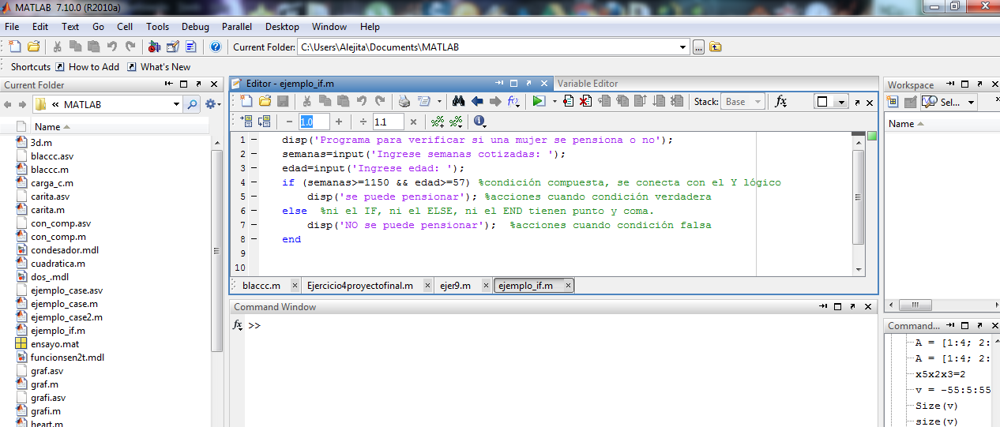 MATLAB 7.10.0 (R2010a)
File Edit Text Go Cell Tools Debug Parallel Desktop Window Help
Current Folder: C:\Users\Alejita\Documents\MATLAB
Shortcuts How to Add What's New
Current Folder
« MATLAB
Name
3d.m
blaccc.asv
blaccc.m
carga_c.m
carita.asv
carita.m
con_comp.asv
con_comp.m
condesador.mdl
cuadratica.m
dos_.mdl
ejemplo_case.asv
ejemplo_case.m
ejemplo_case2.m
ejemplo_if.m
ensayo.mat
funcionsen2t.mdl
graf.asv
graf.m
grafi.asv
grafi.m
heart.m
Editor - ejemplo_if.m
Variable Editor
Stack: Base fx
1.0 ÷ 1.1 ×
1 disp('Programa para verificar si una mujer se pensiona o no');
2 semanas=input('Ingrese semanas cotizadas: ');
3 edad=input('Ingrese edad: ');
4 if (semanas>=1150 && edad>=57) %condición compuesta, se conecta con el Y lógico
5 disp('se puede pensionar'); %acciones cuando condición verdadera
6 else %ni el IF, ni el ELSE, ni el END tienen punto y coma.
7 disp('NO se puede pensionar'); %acciones cuando condición falsa
8 end
9
10
blaccc.m Ejercicio4proyectofinal.m ejer9.m ejemplo_if.m
Command Window
fx >>
Workspace
Sel...
Name
Command...
A = [1:4; 2:
A = [1:4; 2:
x5x2x3=2
v = -55:5:55
Size(v)
size(v)